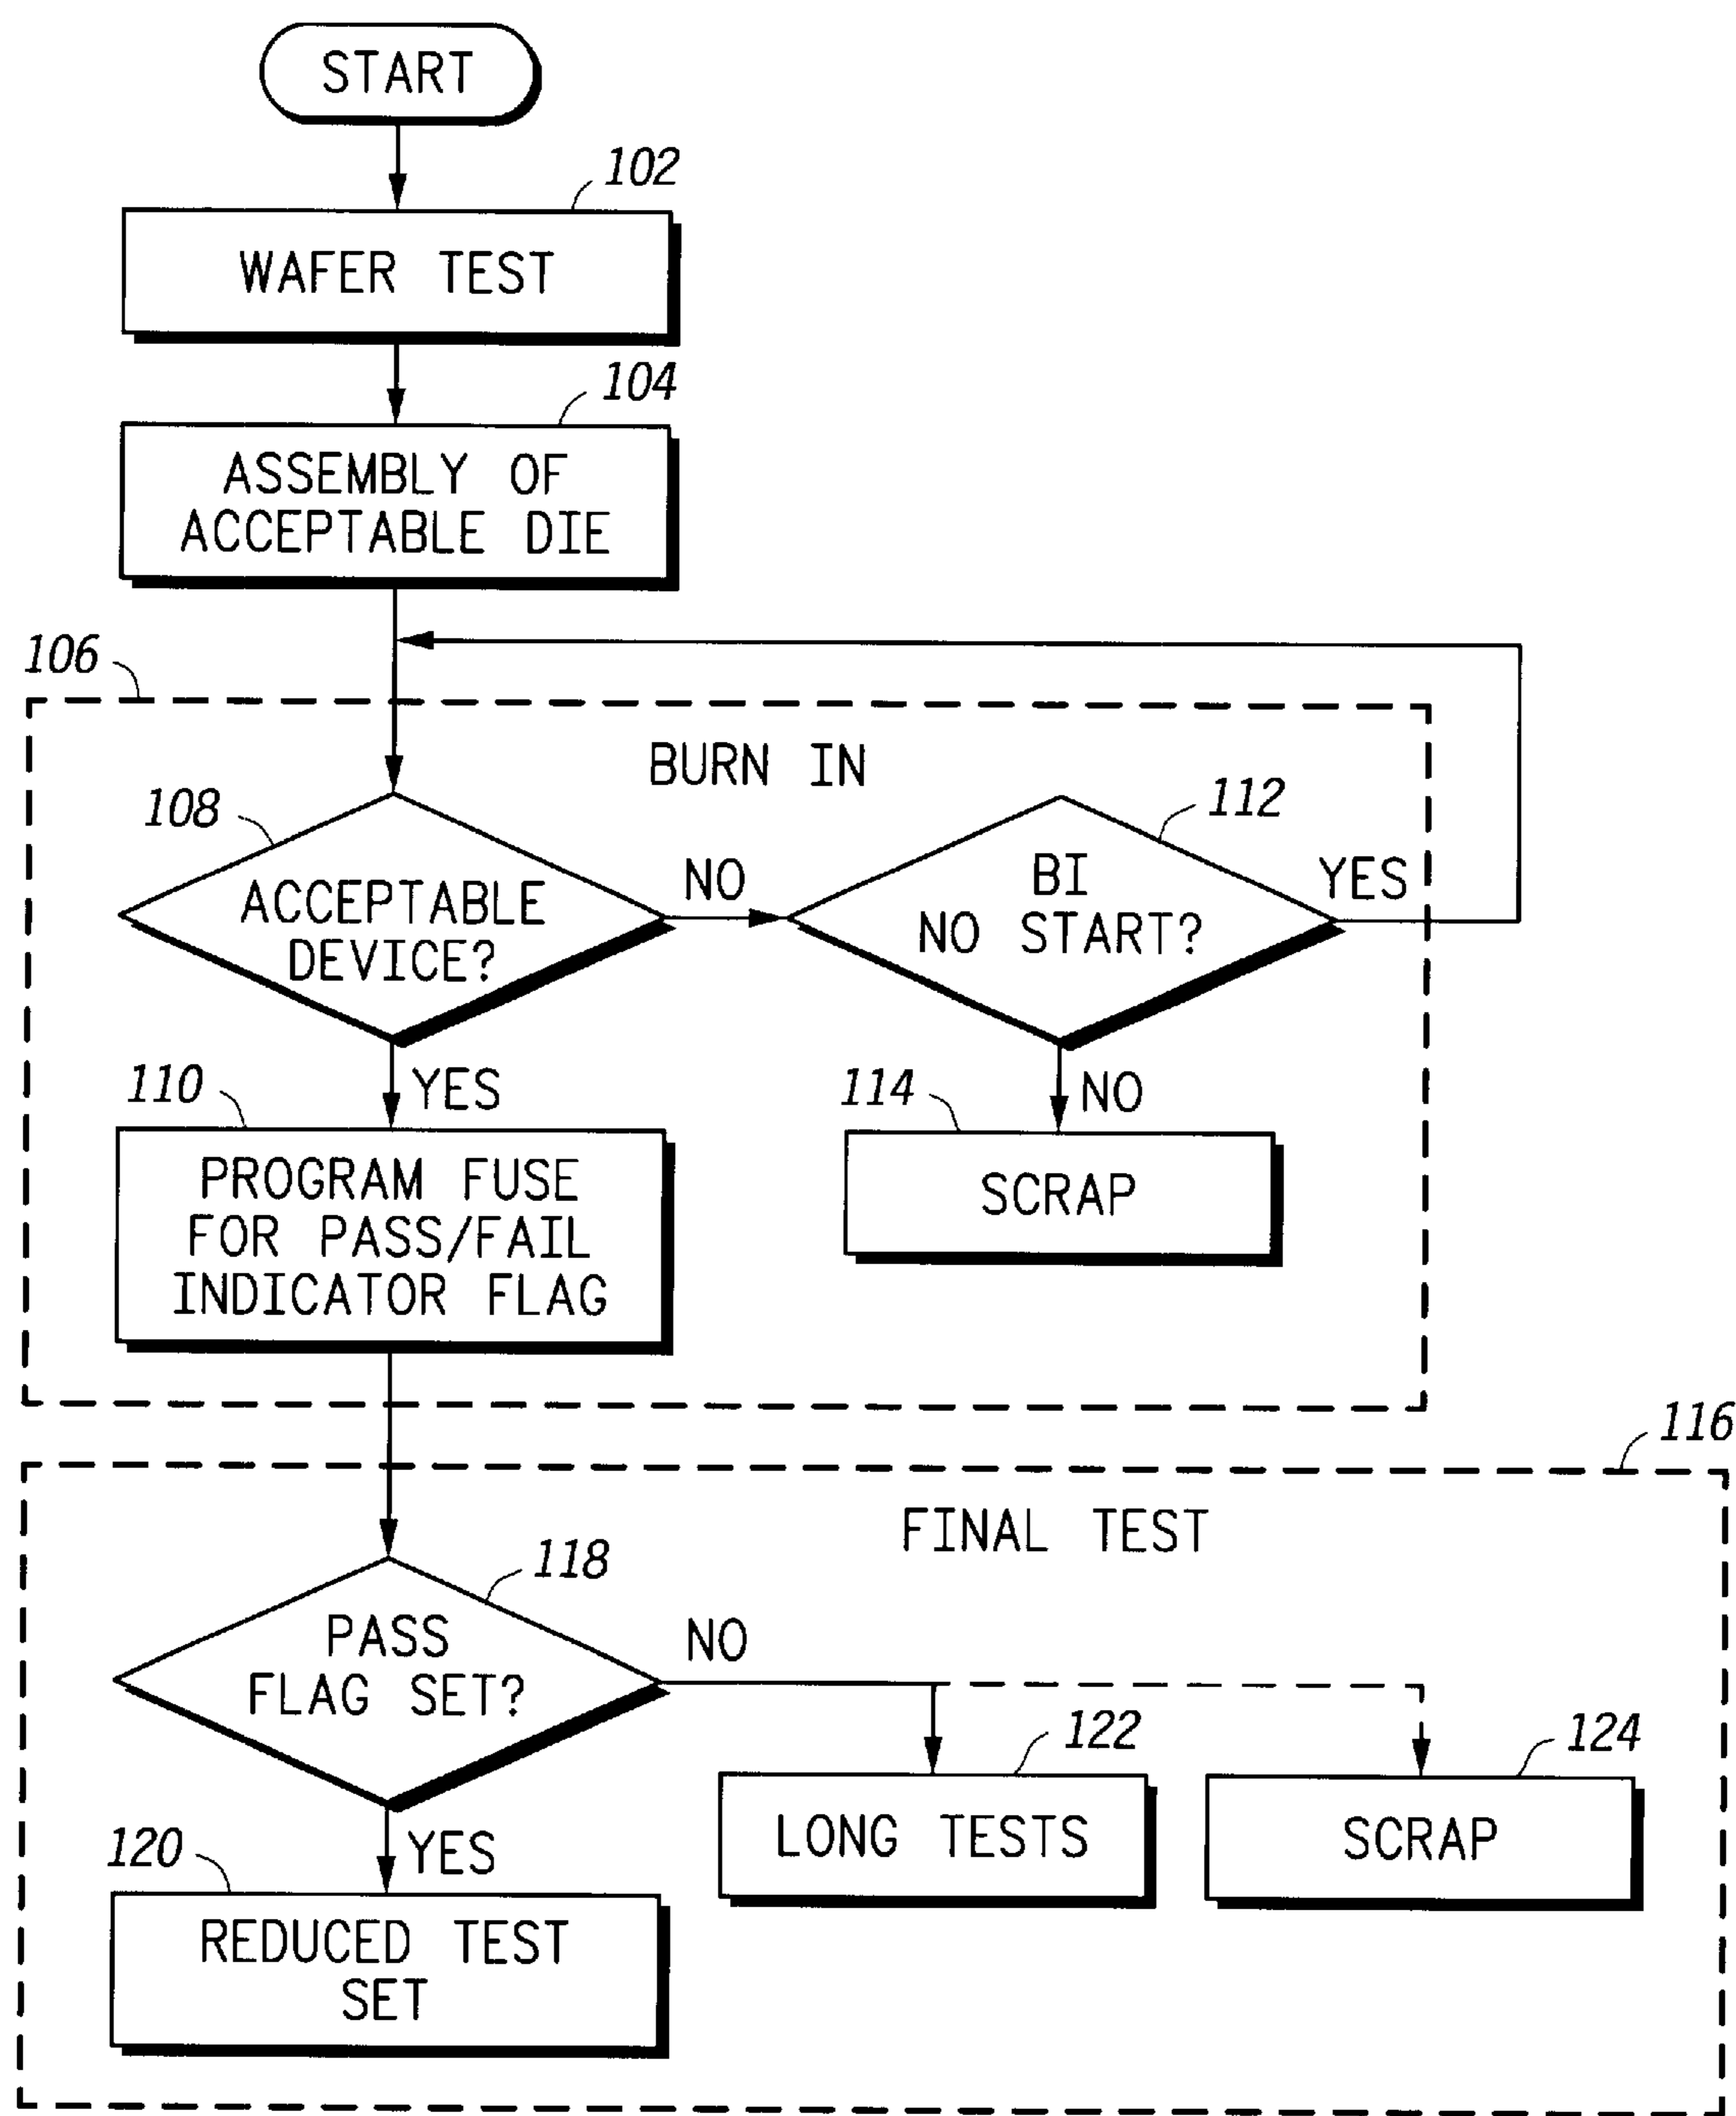 START
102
WAFER TEST
104
ASSEMBLY OF
ACCEPTABLE DIE
106
BURN IN
108
ACCEPTABLE
DEVICE?
NO
112
BI
NO START?
YES
YES
110
PROGRAM FUSE
FOR PASS/FAIL
INDICATOR FLAG
NO
114
SCRAP
116
FINAL TEST
118
PASS
FLAG SET?
NO
YES
120
REDUCED TEST
SET
122
LONG TESTS
124
SCRAP